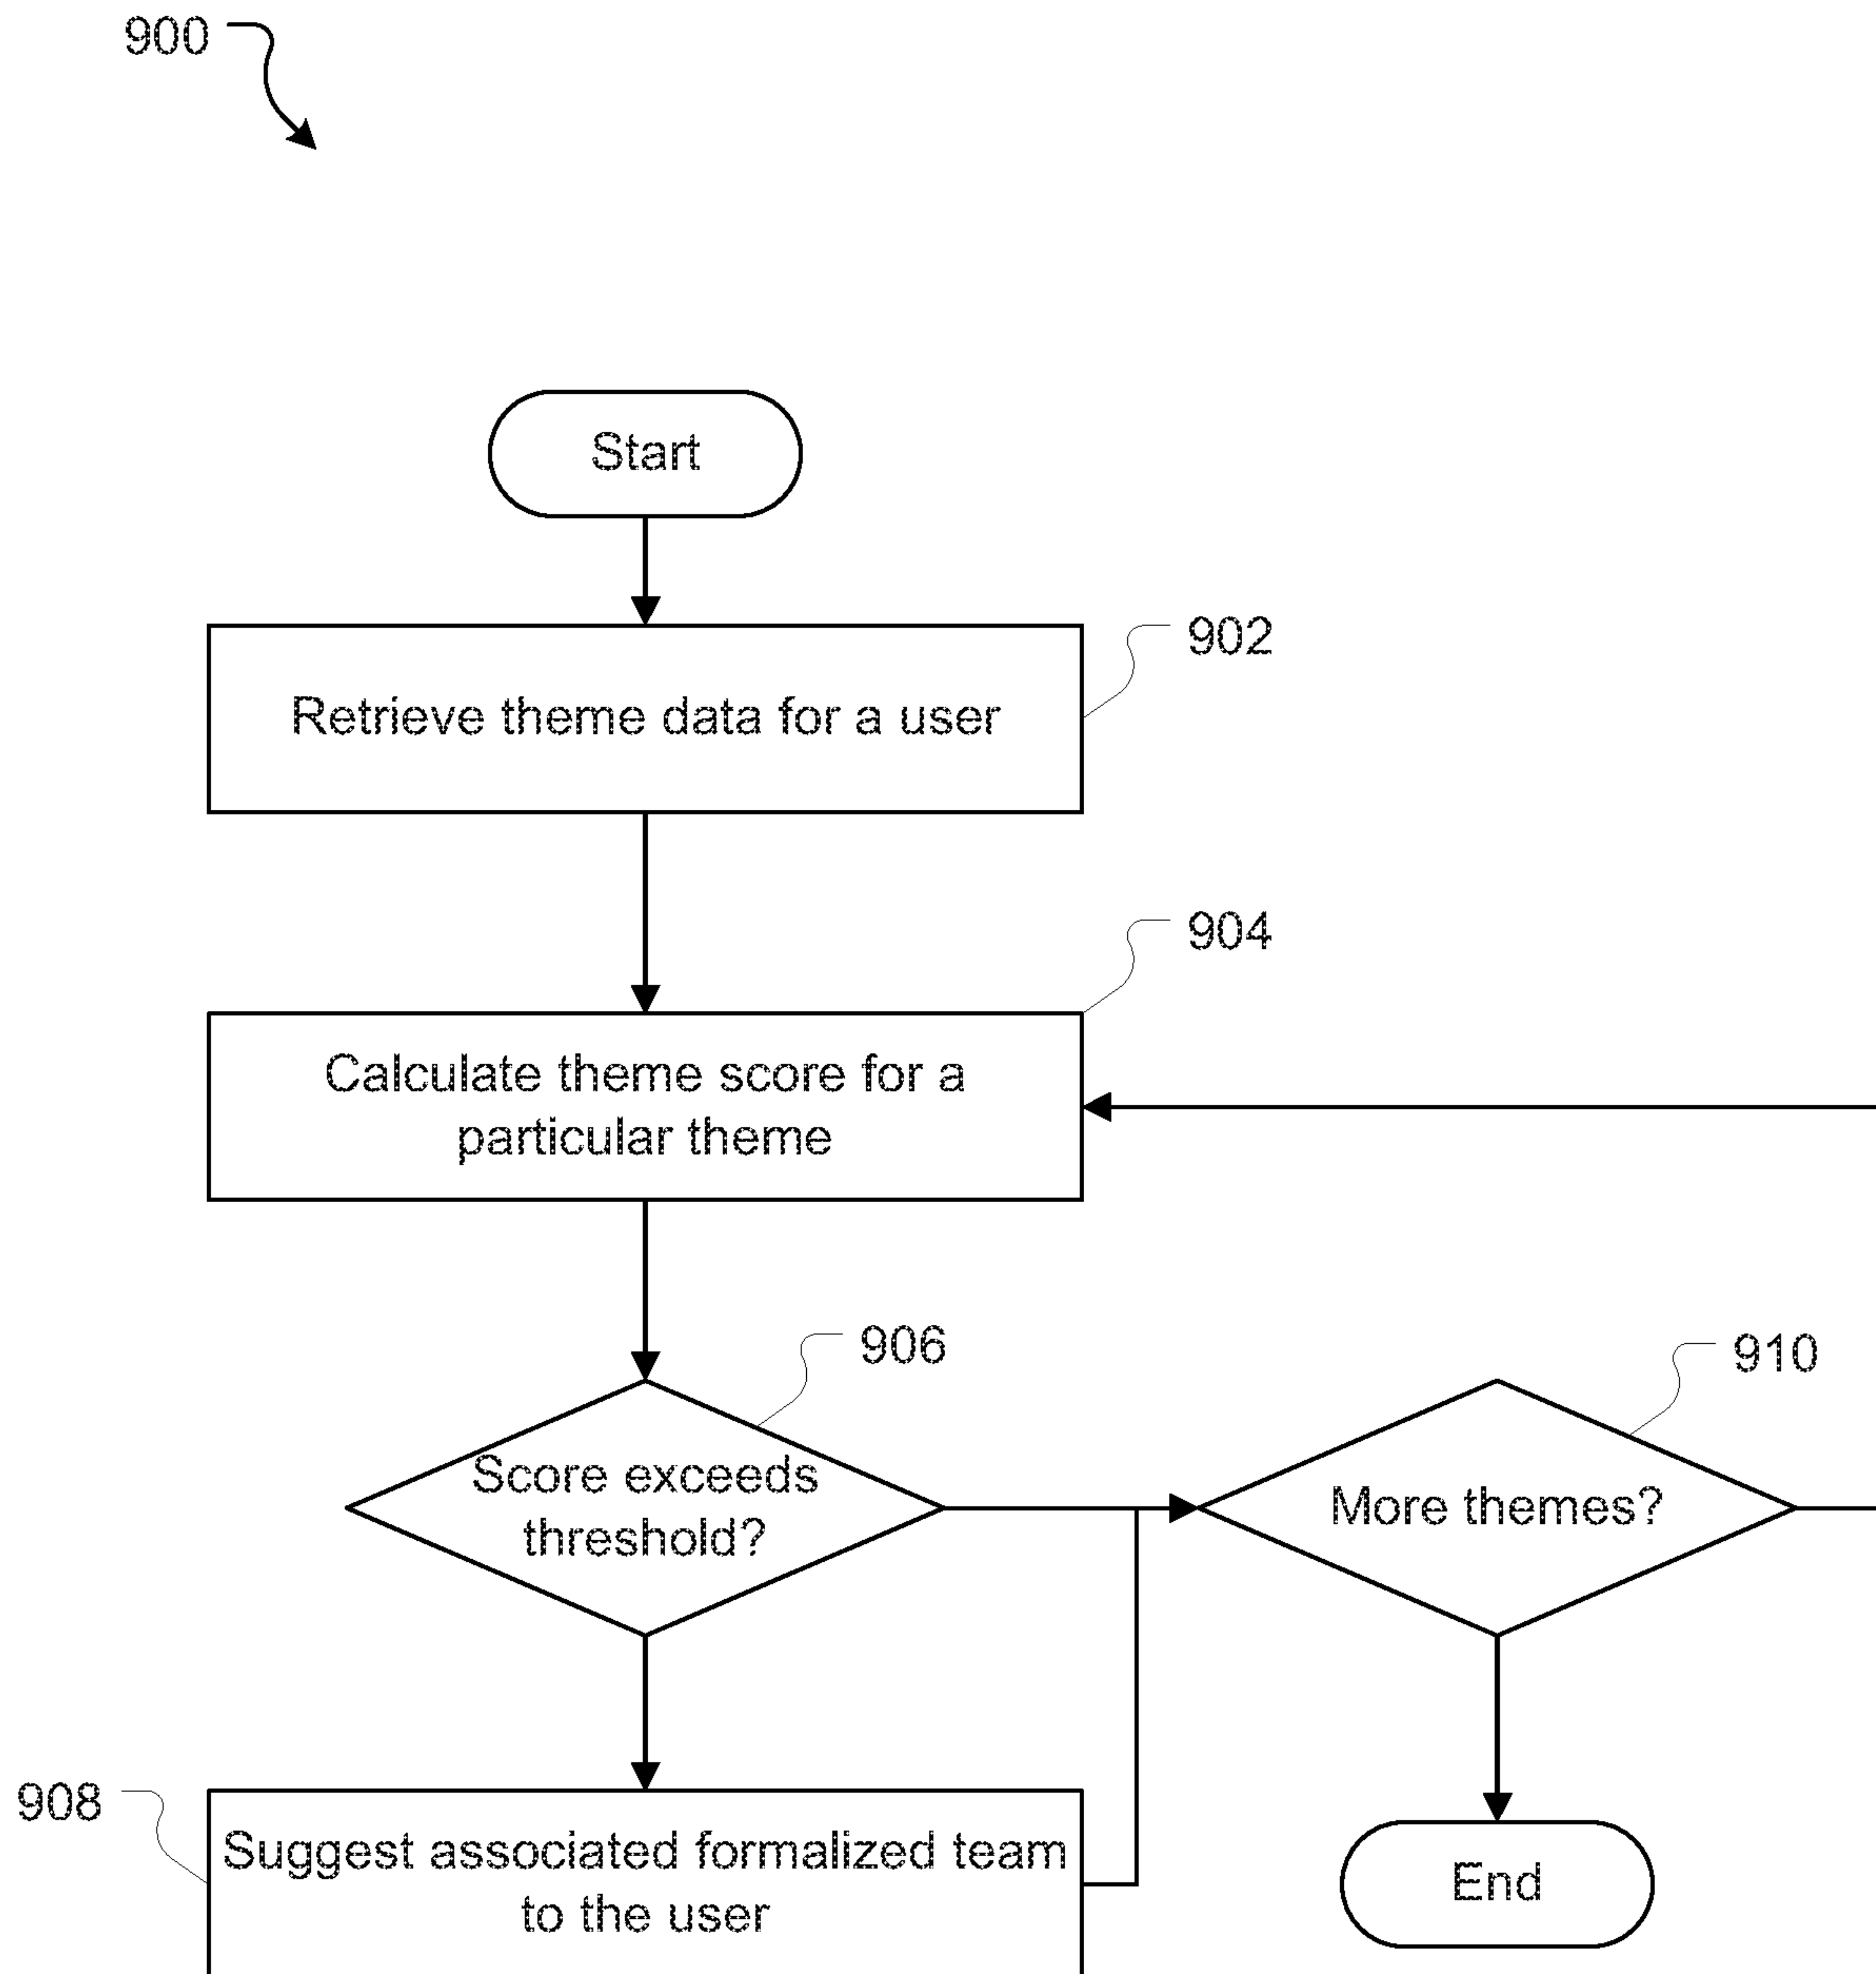 900
Start
902
Retrieve theme data for a user
904
Calculate theme score for a
particular theme
906
910
Score exceeds
threshold?
More themes?
908
Suggest associated formalized team
to the user
End